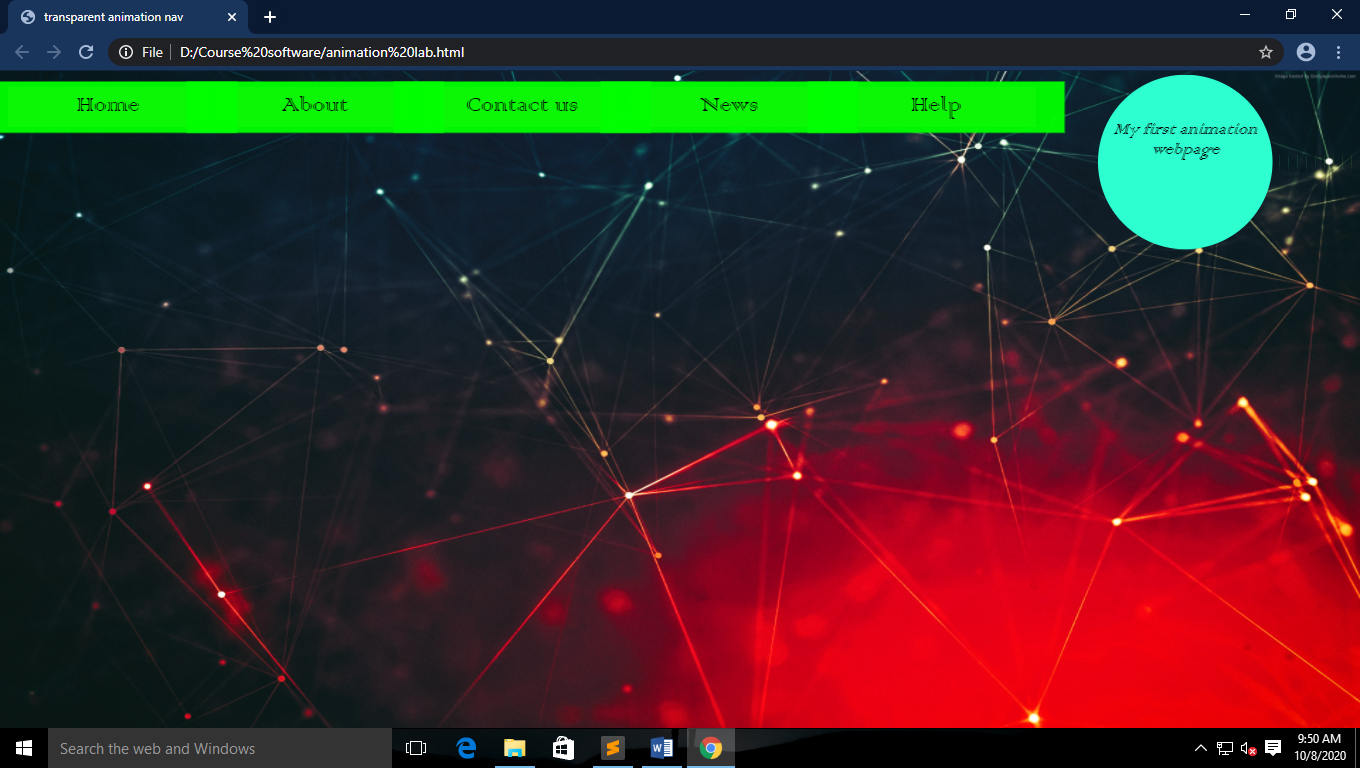 transparent animation nav
File
D:/Course%20software/animation%20lab.html
Home
About
Contact us
News
Help
My first animation
webpage
Search the web and Windows
9:50 AM
10/8/2020